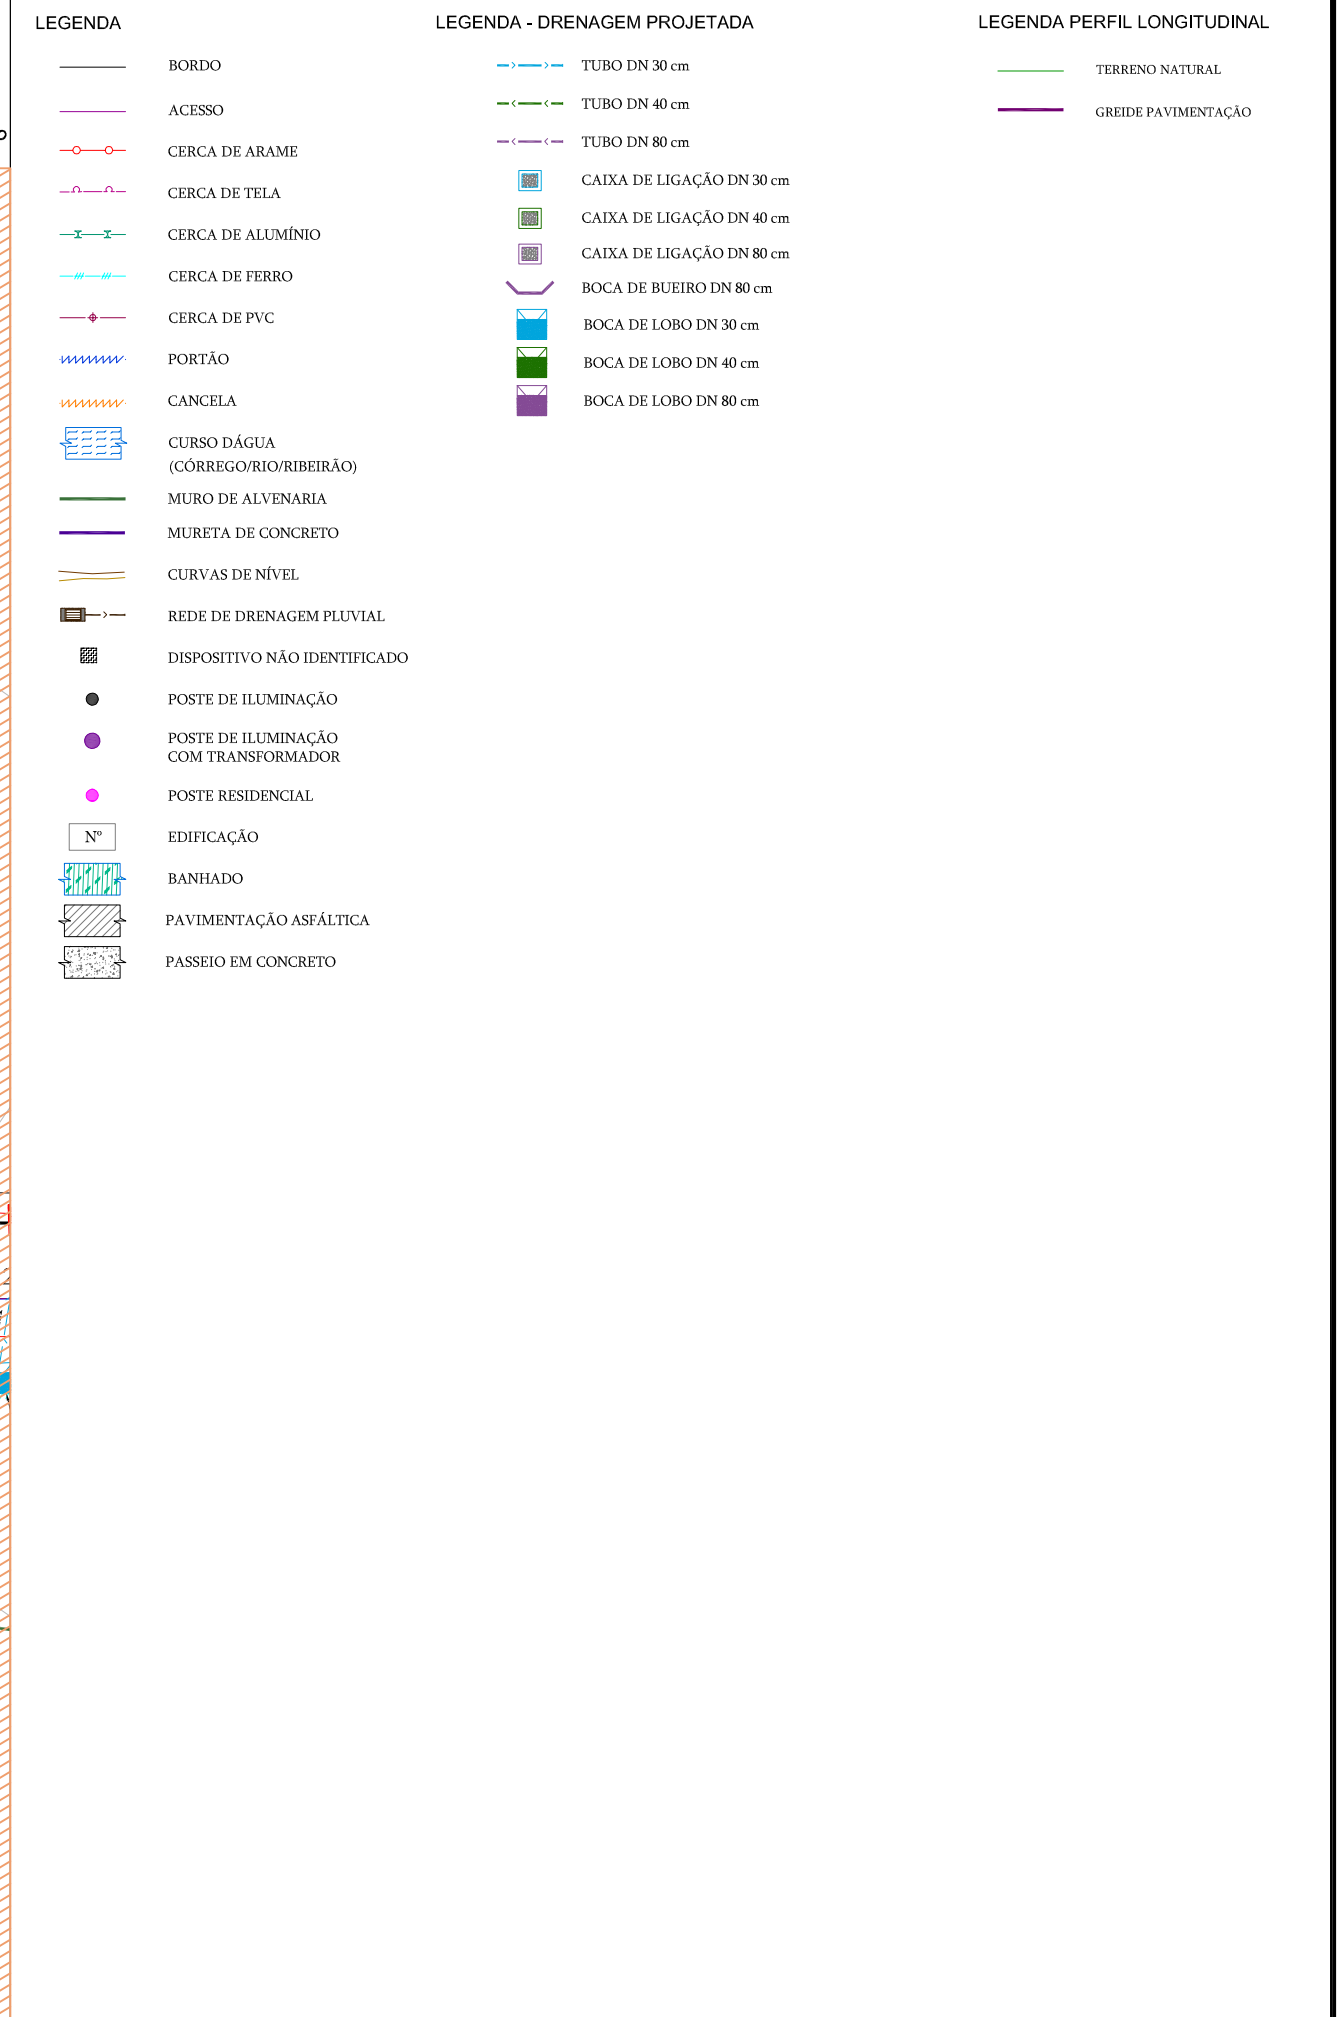 LEGENDA
BORDO
ACESSO
CERCA DE ARAME
CERCA DE TELA
CERCA DE ALUMÍNIO
CERCA DE FERRO
CERCA DE PVC
PORTÃO
CANCELA
CURSO DÁGUA
(CÓRREGO/RIO/RIBEIRÃO)
MURO DE ALVENARIA
MURETA DE CONCRETO
CURVAS DE NÍVEL
REDE DE DRENAGEM PLUVIAL
DISPOSITIVO NÃO IDENTIFICADO
POSTE DE ILUMINAÇÃO
POSTE DE ILUMINAÇÃO
COM TRANSFORMADOR
POSTE RESIDENCIAL
Nº EDIFICAÇÃO
BANHADO
PAVIMENTAÇÃO ASFÁLTICA
PASSEIO EM CONCRETO
LEGENDA - DRENAGEM PROJETADA
TUBO DN 30 cm
TUBO DN 40 cm
TUBO DN 80 cm
CAIXA DE LIGAÇÃO DN 30 cm
CAIXA DE LIGAÇÃO DN 40 cm
CAIXA DE LIGAÇÃO DN 80 cm
BOCA DE BUEIRO DN 80 cm
BOCA DE LOBO DN 30 cm
BOCA DE LOBO DN 40 cm
BOCA DE LOBO DN 80 cm
LEGENDA PERFIL LONGITUDINAL
TERRENO NATURAL
GREIDE PAVIMENTAÇÃO